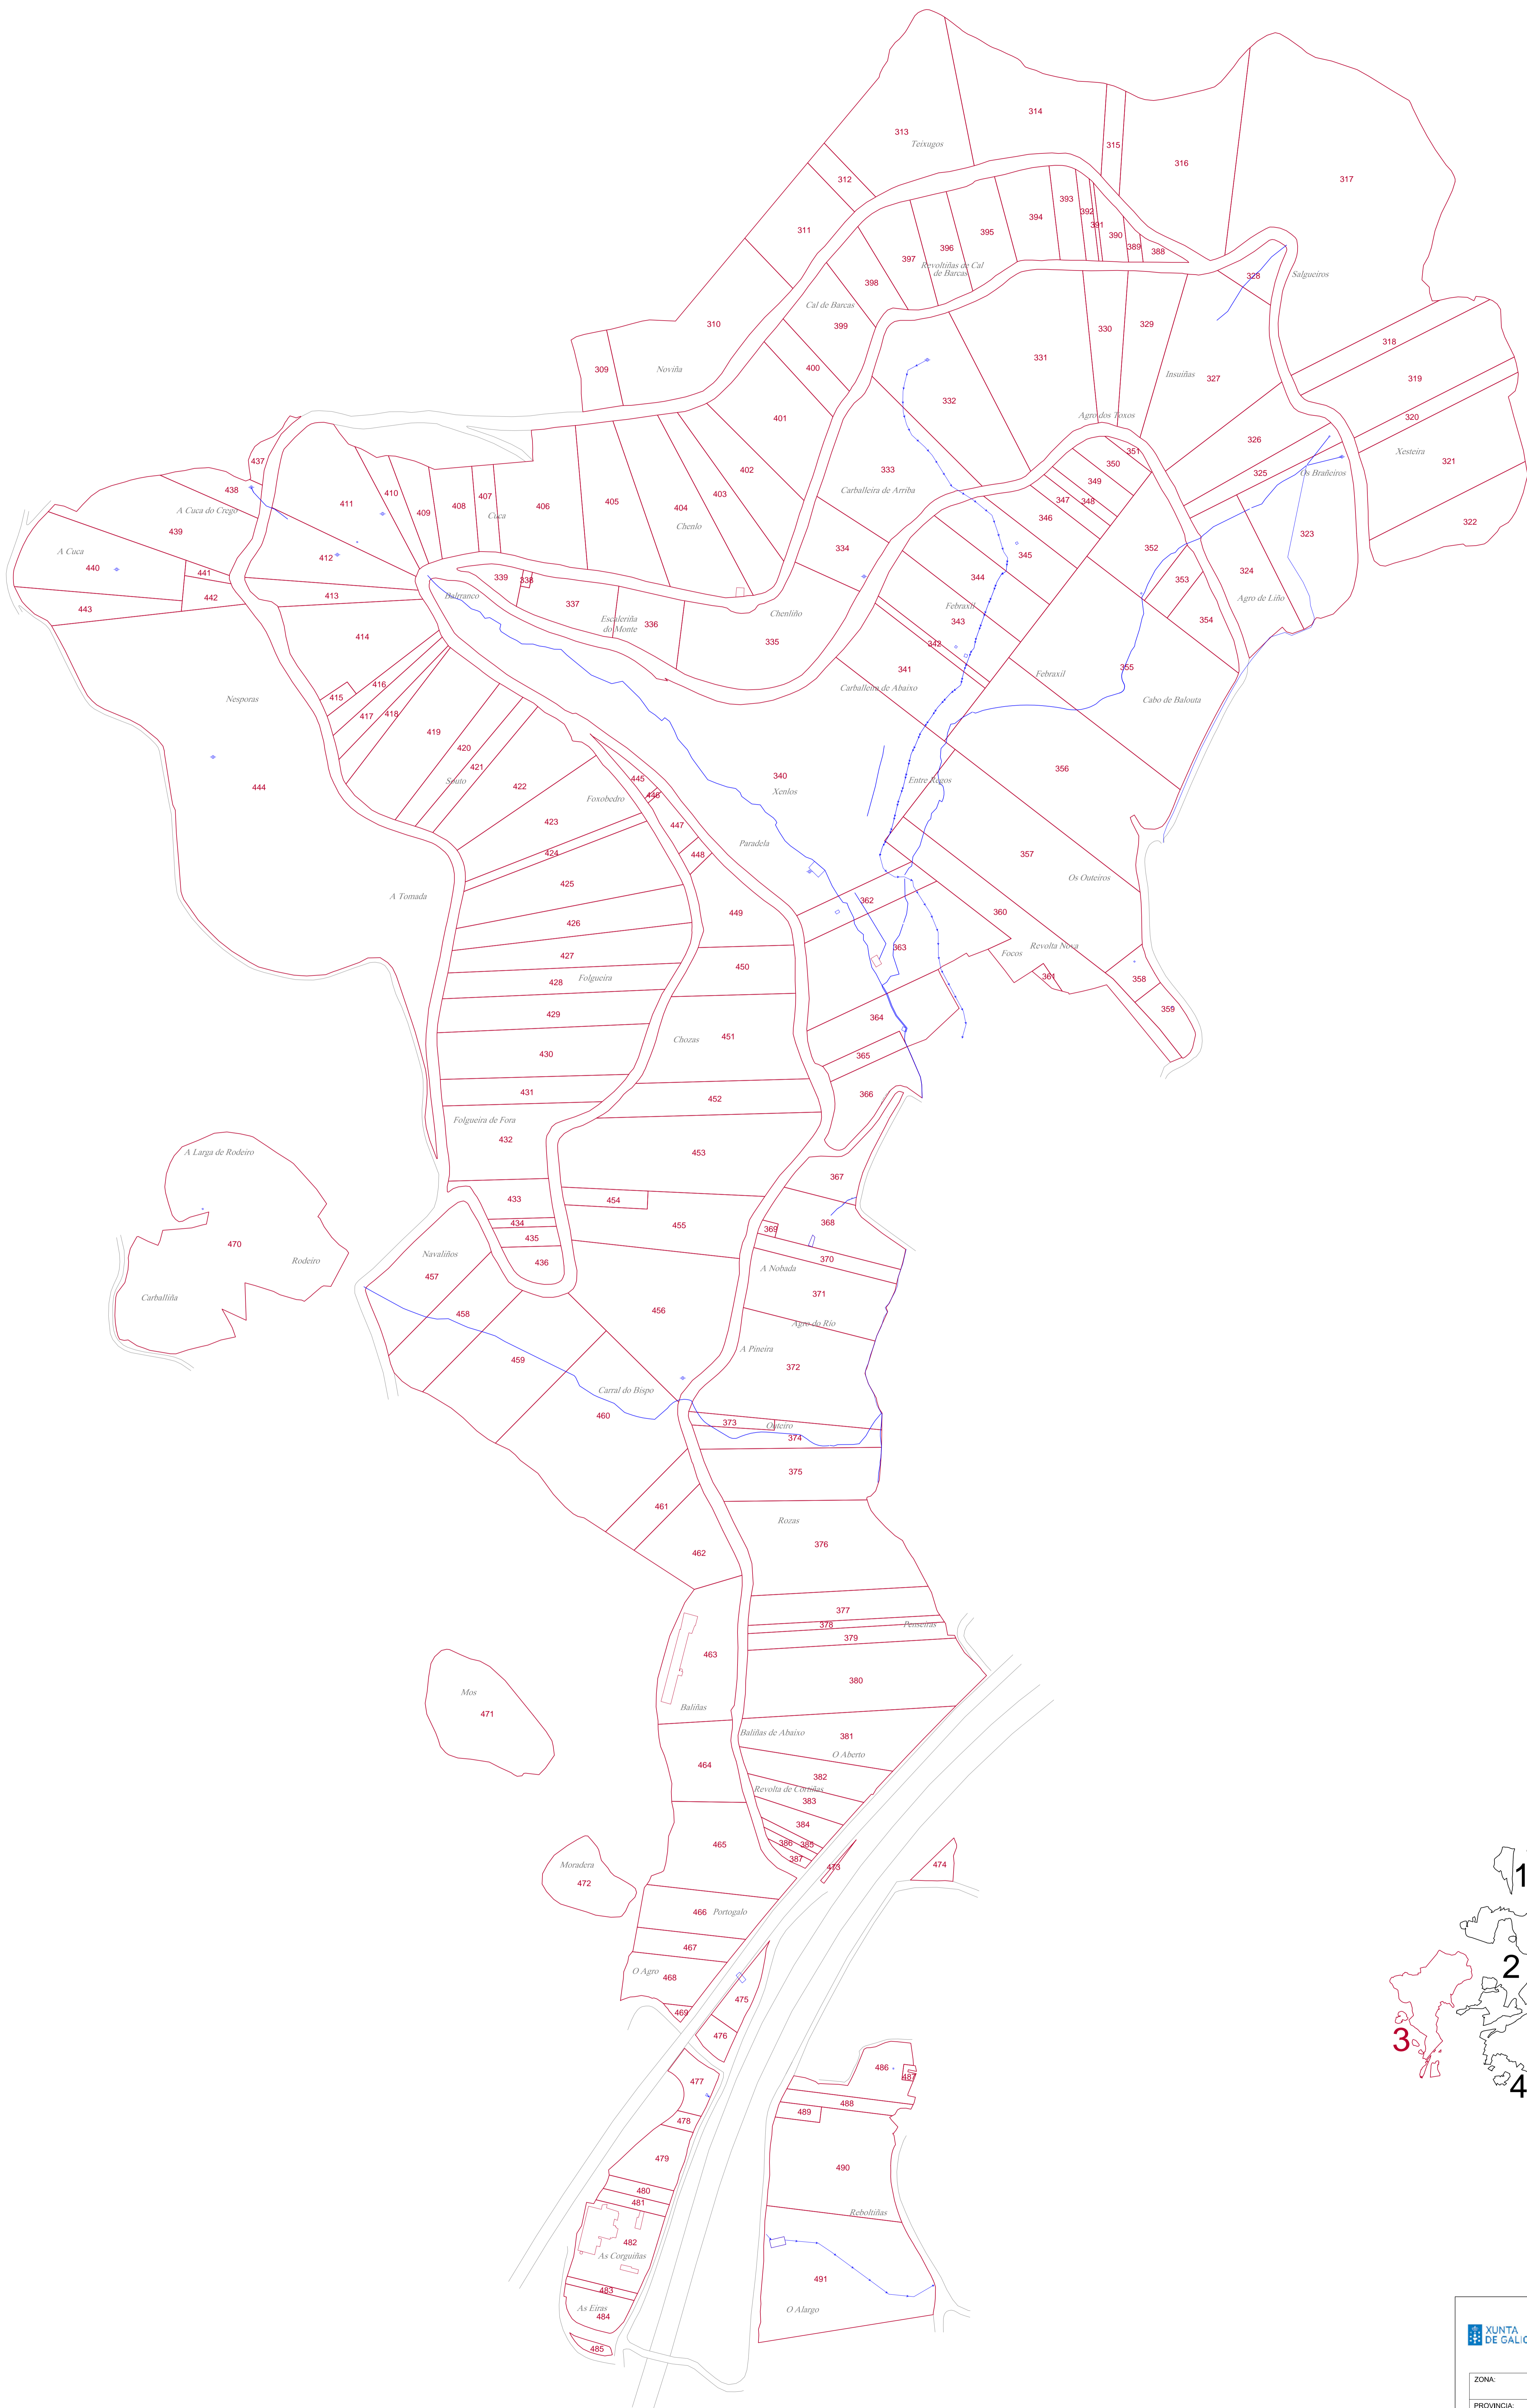 314
313
Teixugos
315
316
317
312
393
392
394
391
311
395
390
396
389
388
397
Revoltiñas de Cal
de Barcas
328
Salgueiros
398
Cal de Barcas
310
399
330
329
331
318
309
Noviña
400
Insuiñas
327
319
332
401
Agro dos Toxos
320
326
351
Xesteira
437
350
321
402
333
325
Os Brañeiros
349
438
Carballeira de Arriba
403
410
407
405
347
348
411
408
406
404
A Cuca do Crego
409
Cuca
346
322
Chenlo
439
323
A Cuca
334
352
345
412
440
441
339
338
344
353
324
442
413
Balrranco
337
Febraxil
Agro de Liño
443
Escaleriña
do Monte
336
Chenliño
343
354
414
335
342
355
341
Febraxil
416
Carballeira de Abaixo
415
Nesporas
Cabo de Balouta
417
418
419
420
421
340
356
445
Entre Regos
Souto
422
444
Xenlos
446
Foxobedro
423
447
Paradela
424
448
357
Os Outeiros
425
A Tomada
362
449
360
426
363
Revolta Nova
427
Focos
450
361
428
Folgueira
358
359
429
364
451
Chozas
430
365
431
366
452
Folgueira de Fora
432
A Larga de Rodeiro
453
367
433
454
434
368
455
369
435
470
Navaliños
370
Rodeiro
436
A Nobada
457
371
Carballiña
456
458
Agro do Río
A Pineira
459
372
Carral do Bispo
460
373
Outeiro
374
375
461
Rozas
376
462
377
378
Penseiras
379
463
380
Mos
Baliñas
471
Baliñas de Abaixo
381
O Aberto
464
382
Revolta de Cortiñas
383
384
465
386
385
387
473
474
Moradera
472
1
466
Portogalo
467
2
O Agro
468
475
469
476
3
486
487
477
4
488
478
489
479
490
480
481
Reboltiñas
482
As Corguiñas
491
483
As Eiras
O Alargo
484
XUNTA
DE GALIC
485
ZONA:
PROVINCIA: